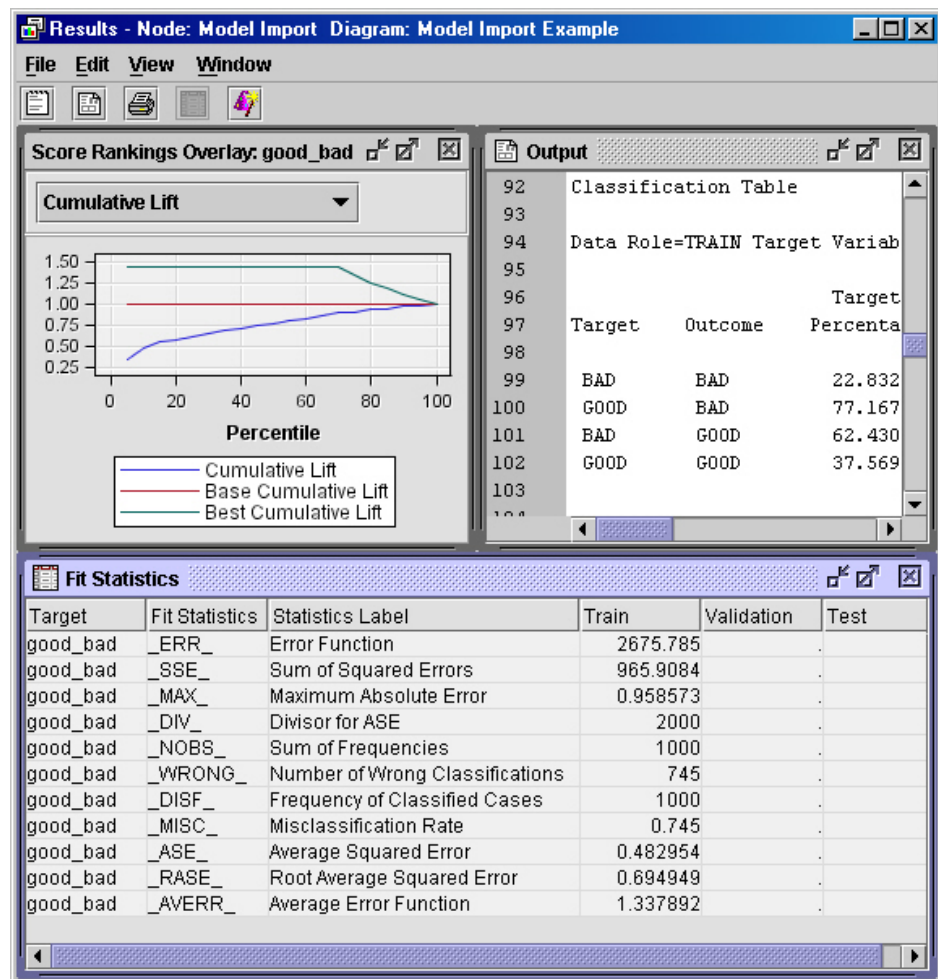 Results - Node: Model Import Diagram: Model Import Example
File Edit View Window
Score Rankings Overlay: good_bad
Cumulative Lift
1.50
1.25
1.00
0.75
0.50
0.25
0 20 40 60 80 100
Percentile
Cumulative Lift
Base Cumulative Lift
Best Cumulative Lift
Output
92 Classification Table
93
94 Data Role=TRAIN Target Variab
95
96 Target
97 Target Outcome Percenta
98
99 BAD BAD 22.832
100 GOOD BAD 77.167
101 BAD GOOD 62.430
102 GOOD GOOD 37.569
103
Fit Statistics
Target Fit Statistics Statistics Label Train Validation Test
good_bad _ERR_ Error Function 2675.785 .
good_bad _SSE_ Sum of Squared Errors 965.9084 .
good_bad _MAX_ Maximum Absolute Error 0.958573 .
good_bad _DIV_ Divisor for ASE 2000 .
good_bad _NOBS_ Sum of Frequencies 1000 .
good_bad _WRONG_ Number of Wrong Classifications 745 .
good_bad _DISF_ Frequency of Classified Cases 1000 .
good_bad _MISC_ Misclassification Rate 0.745 .
good_bad _ASE_ Average Squared Error 0.482954 .
good_bad _RASE_ Root Average Squared Error 0.694949 .
good_bad _AVERR_ Average Error Function 1.337892 .